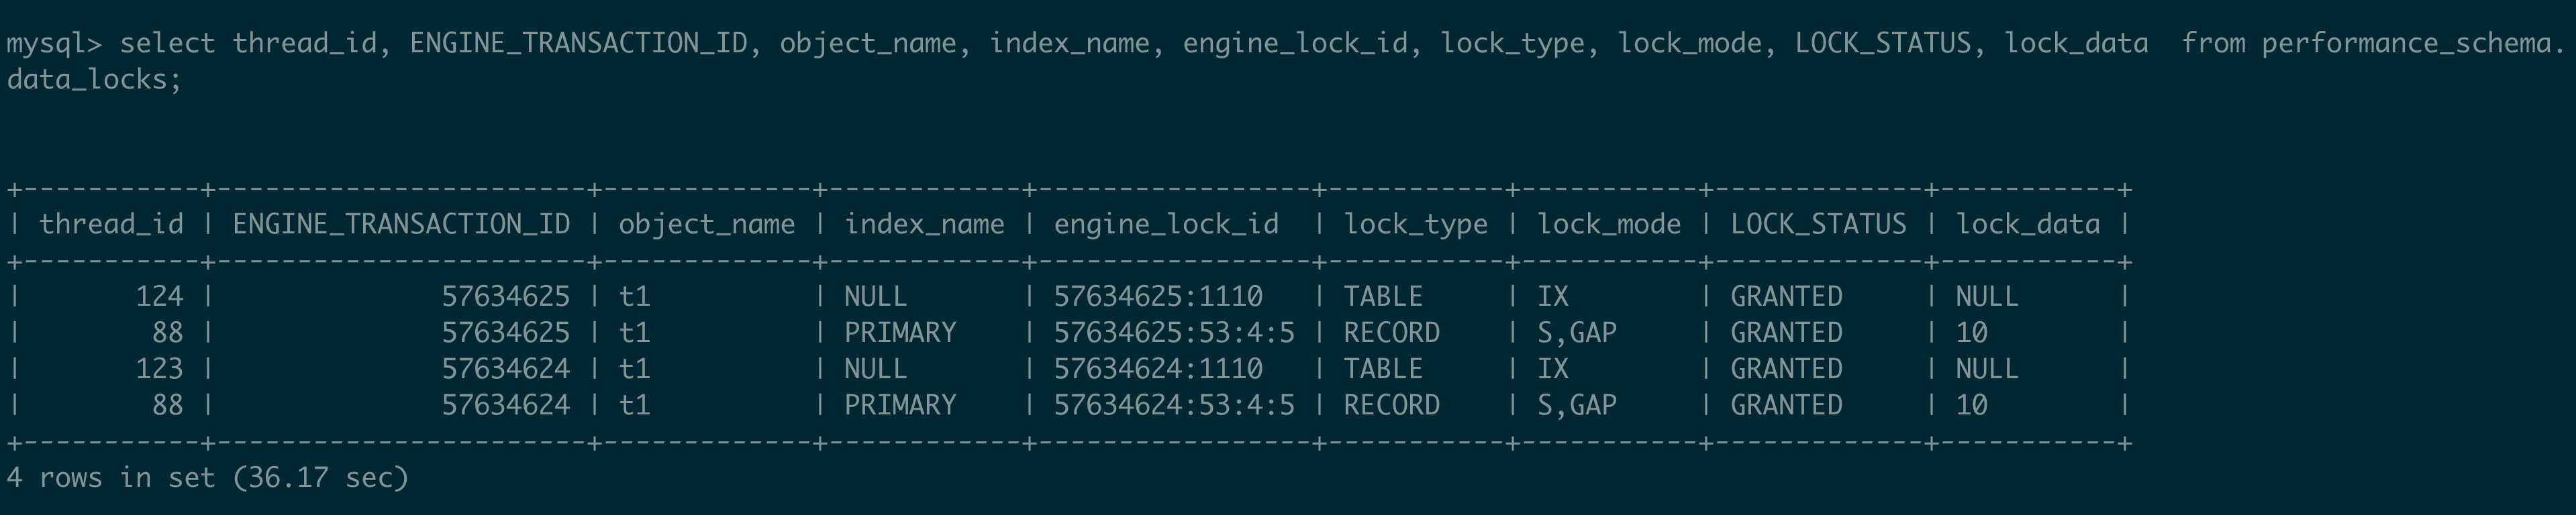 mysql> select thread_id, ENGINE_TRANSACTION_ID, object_name, index_name, engine_lock_id, lock_type, lock_mode, LOCK_STATUS, lock_data  from performance_schema.
data_locks;
+-----------+-----------------------+-------------+------------+-----------------+-----------+-----------+-------------+-----------+
| thread_id | ENGINE_TRANSACTION_ID | object_name | index_name | engine_lock_id  | lock_type | lock_mode | LOCK_STATUS | lock_data |
+-----------+-----------------------+-------------+------------+-----------------+-----------+-----------+-------------+-----------+
|       124 |              57634625 | t1          | NULL       | 57634625:1110   | TABLE     | IX        | GRANTED     | NULL      |
|        88 |              57634625 | t1          | PRIMARY    | 57634625:53:4:5 | RECORD    | S,GAP     | GRANTED     | 10        |
|       123 |              57634624 | t1          | NULL       | 57634624:1110   | TABLE     | IX        | GRANTED     | NULL      |
|        88 |              57634624 | t1          | PRIMARY    | 57634624:53:4:5 | RECORD    | S,GAP     | GRANTED     | 10        |
+-----------+-----------------------+-------------+------------+-----------------+-----------+-----------+-------------+-----------+
4 rows in set (36.17 sec)